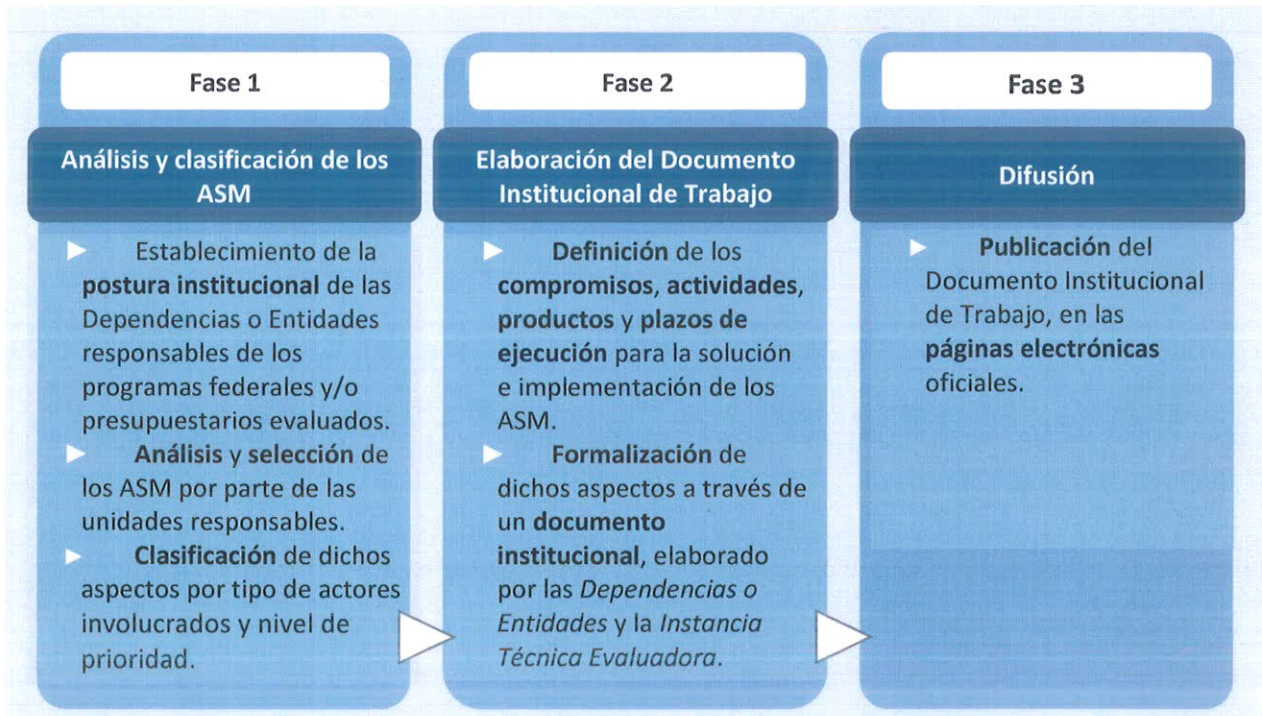 Fase 1
Análisis y clasificación de los
ASM
Establecimiento de la
postura institucional de las
Dependencias o Entidades
responsables de los
programas federales y/o
presupuestarios evaluados.
Análisis y selección de
los ASM por parte de las
unidades responsables.
Clasificación de dichos
aspectos por tipo de actores
involucrados y nivel de
prioridad.
Fase 2
Elaboración del Documento
Institucional de Trabajo
Definición de los
compromisos, actividades,
productos y plazos de
ejecución para la solución
e implementación de los
ASM.
Formalización de
dichos aspectos a través de
un documento
institucional, elaborado
por las Dependencias o
Entidades y la Instancia
Técnica Evaluadora.
Fase 3
Difusión
Publicación del
Documento Institucional
de Trabajo, en las
páginas electrónicas
oficiales.